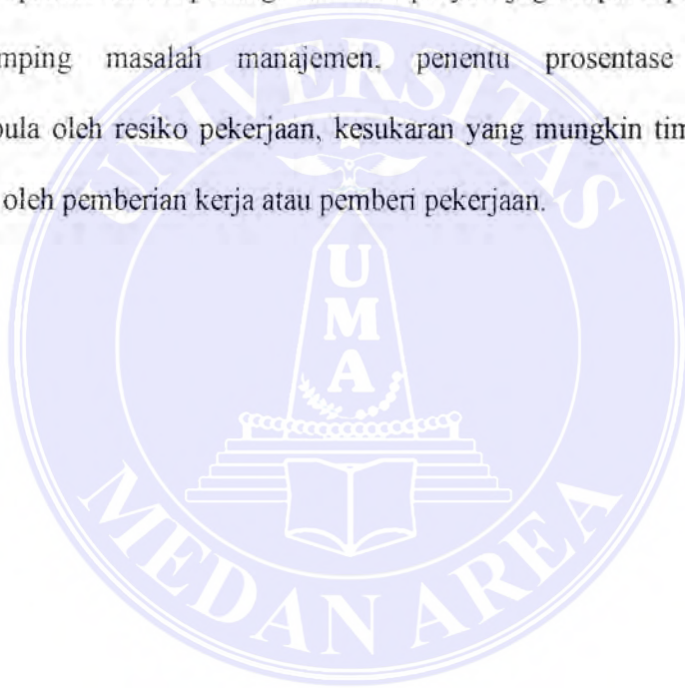 mping masalah manajemen, penentu prosentase
pula oleh resiko pekerjaan, kesukaran yang mungkin tim
oleh pemberian kerja atau pemberi pekerjaan.
UNIVERSITAS
UMA
MEDAN AREA